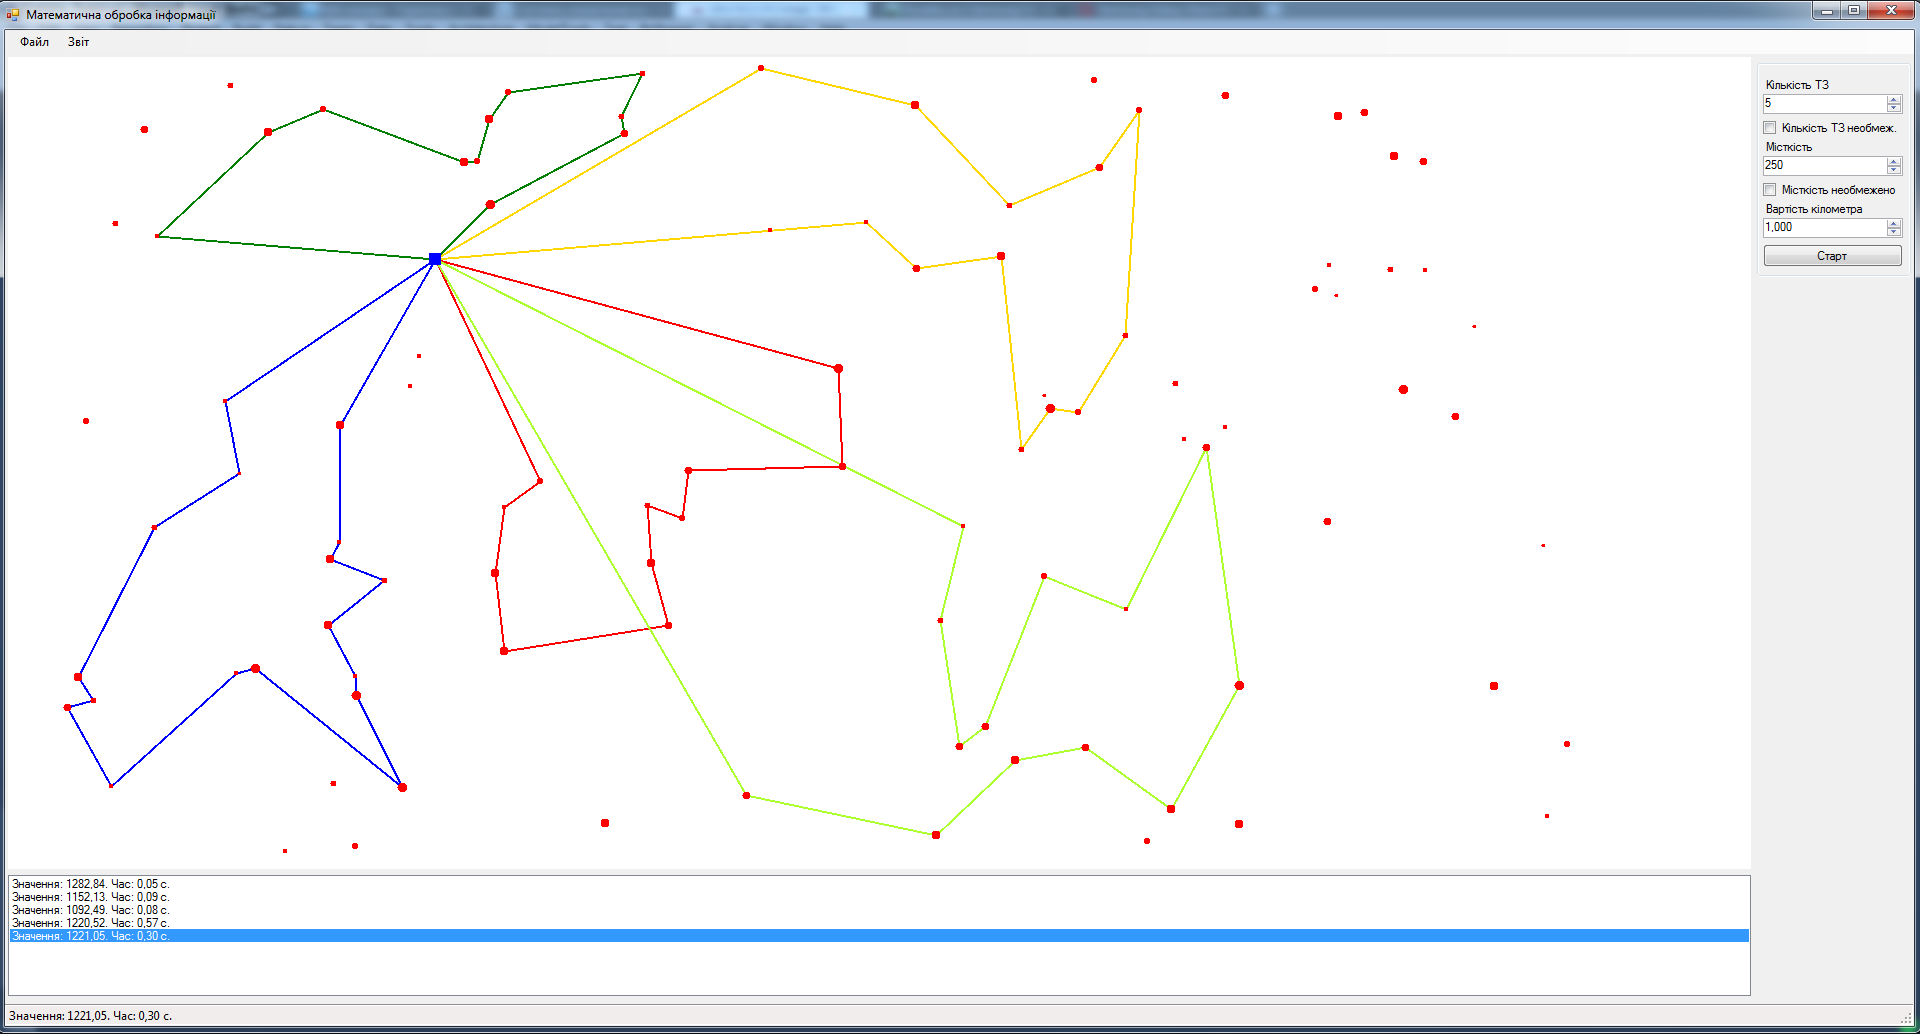 Математична обробка інформації
Файл Звіт
Кількість ТЗ
5
Кількість ТЗ необмеж.
Місткість
250
Місткість необмежено
Вартість кілометра
1,000
Старт
Значення: 1282,84. Час: 0,05 с.
Значення: 1152,13. Час: 0,09 с.
Значення: 1092,49. Час: 0,08 с.
Значення: 1220,52. Час: 0,57 с.
Значення: 1221,05. Час: 0,30 с.
Значення: 1221,05. Час: 0,30 с.